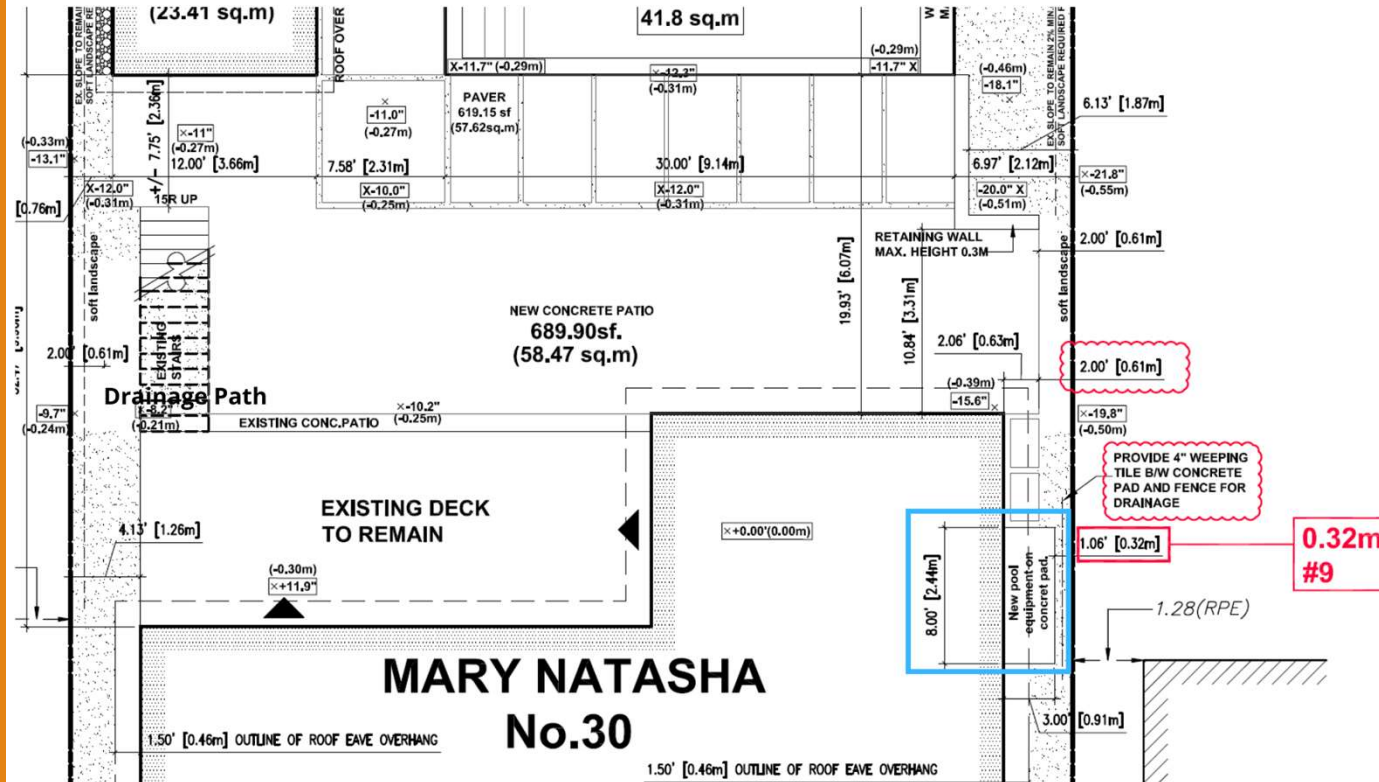 (23.41 sq.m)
41.8 sq.m
EX. SLOPE TO REMAIN
SOFT LANDSCAPE RE
ROOF OVER
X-11.7" (-0.29m)
×-12.3"
(-0.31m)
(-0.29m)
-11.7" X
(-0.46m)
-18.1"
EX. SLOPE TO REMAIN 2% MIN.
SOFT LANDSCAPE REQUIRED
6.13' [1.87m]
PAVER
619.15 sf
(57.62sq.m)
×
-11.0"
(-0.27m)
×-11"
(-0.27m)
+/- 7.75' [2.36m]
(-0.33m)
-13.1"
12.00' [3.66m]
7.58' [2.31m]
30.00' [9.14m]
6.97' [2.12m]
×-21.8"
(-0.55m)
X-12.0"
(-0.31m)
15R UP
X-10.0"
(-0.25m)
X-12.0"
(-0.31m)
-20.0" X
(-0.51m)
[0.76m]
RETAINING WALL
MAX. HEIGHT 0.3M
2.00' [0.61m]
soft landscape
soft landscape
19.93' [6.07m]
10.84' [3.31m]
NEW CONCRETE PATIO
689.90sf.
(58.47 sq.m)
EXISTING
STAIRS
2.00' [0.61m]
2.06' [0.63m]
2.00' [0.61m]
Drainage Path
-9.7"
(-0.24m)
×-8.2"
(-0.21m)
EXISTING CONC.PATIO
×-10.2"
(-0.25m)
(-0.39m)
-15.6"
×-19.8"
(-0.50m)
PROVIDE 4" WEEPING
TILE B/W CONCRETE
PAD AND FENCE FOR
DRAINAGE
EXISTING DECK
TO REMAIN
4.13' [1.26m]
×+0.00'(0.00m)
1.06' [0.32m]
0.32m
#9
(-0.30m)
×+11.9"
8.00' [2.44m]
New pool
equipment on
concret pad.
1.28(RPE)
MARY NATASHA
No.30
3.00' [0.91m]
1.50' [0.46m] OUTLINE OF ROOF EAVE OVERHANG
1.50' [0.46m] OUTLINE OF ROOF EAVE OVERHANG